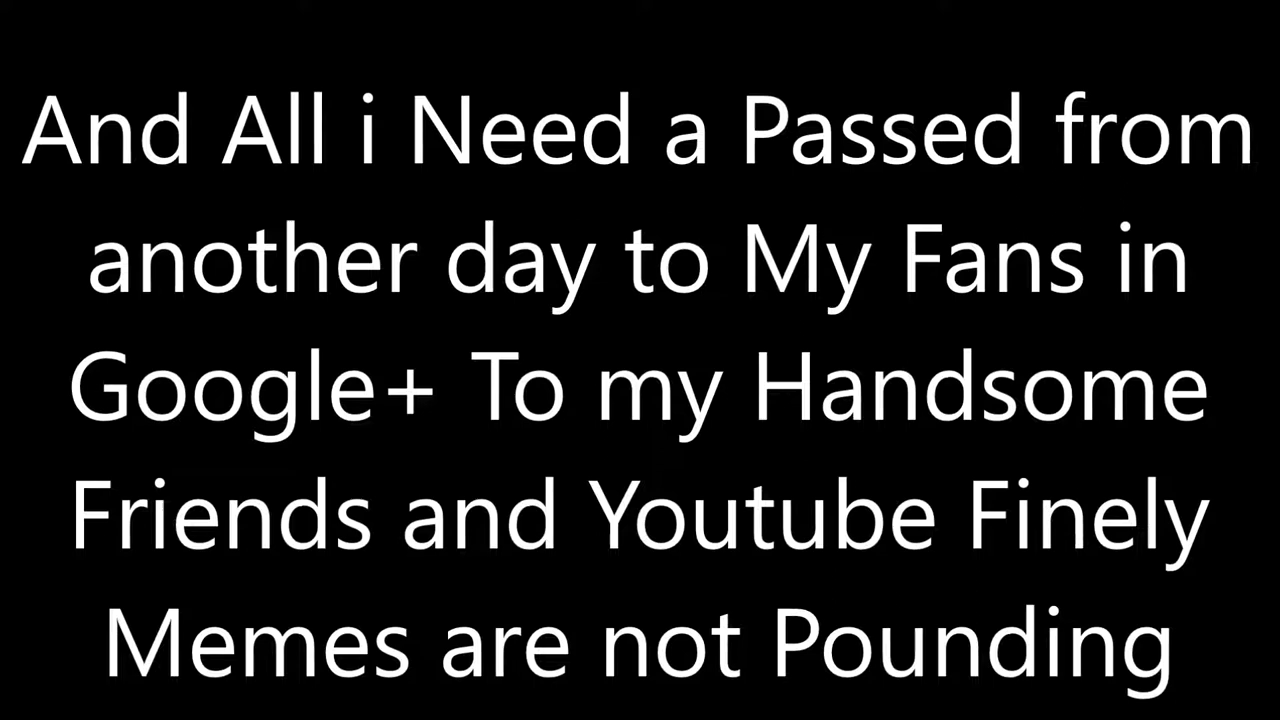 And All i Need a Passed from
another day to My Fans in
Google+ To my Handsome
Friends and Youtube Finely
Memes are not Pounding